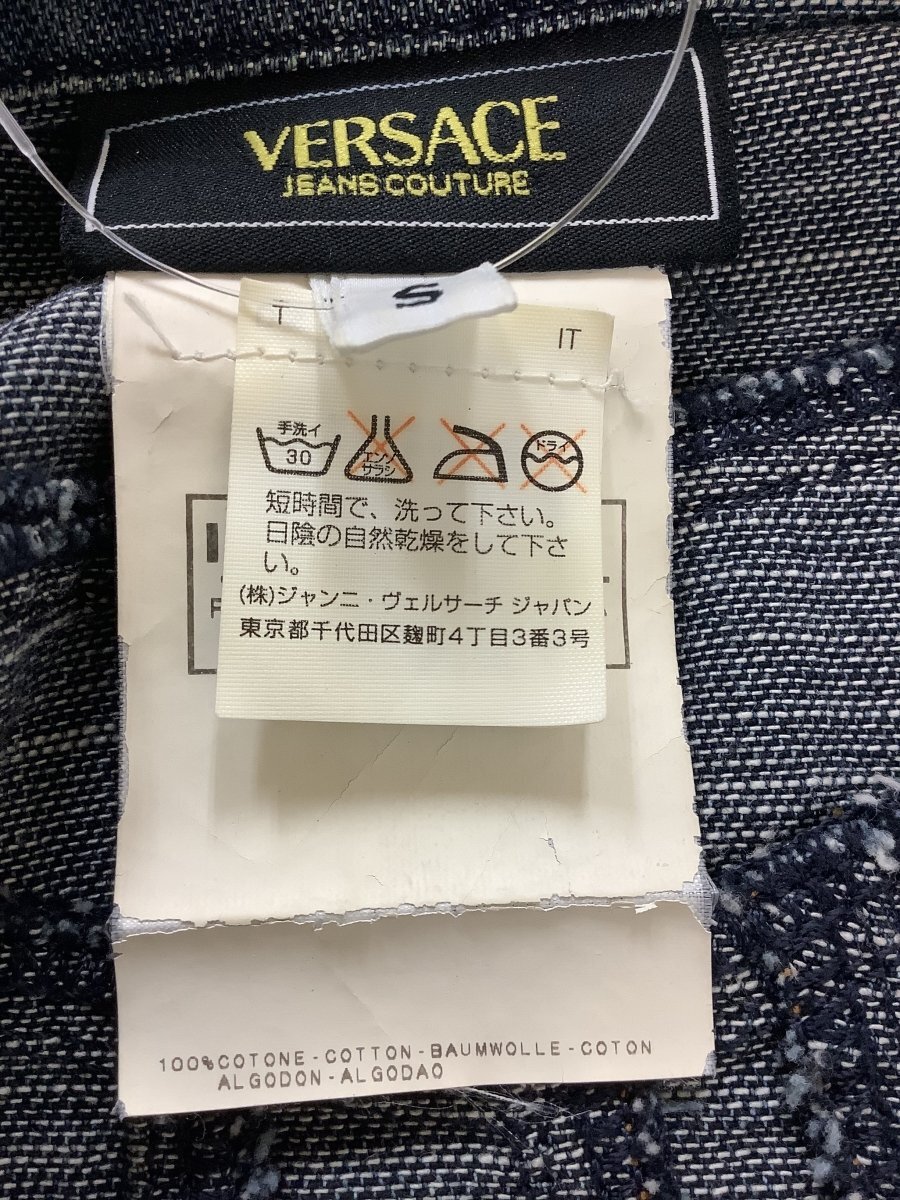 VERSACE
JEANS COUTURE
S
T
IT
手洗イ
30
エンソ
サラシ
ドライ
短時間で、洗って下さい。
日陰の自然乾燥をして下さ
い。
(株)ジャンニ・ヴェルサーチ ジャパン
東京都千代田区麹町4丁目3番3号
100%COTONE-COTTON-BAUMWOLLE-COTON
ALGODON-ALGODAO